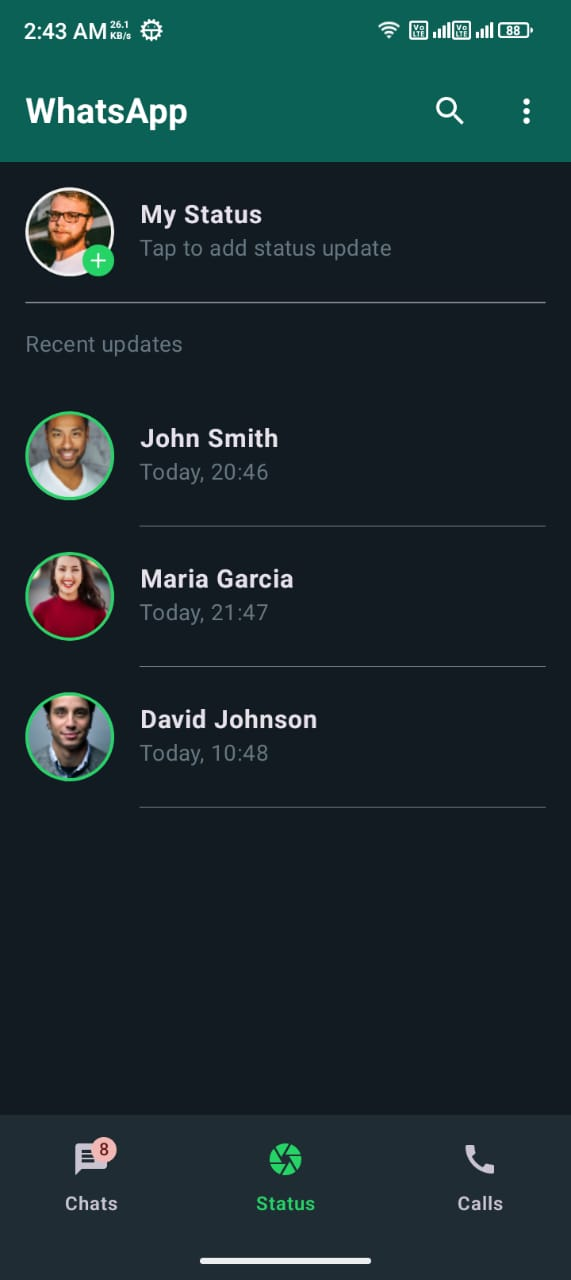 2:43 AM 26.1 KB/s Vo LTE Vo LTE 88
WhatsApp
My Status
Tap to add status update
Recent updates
John Smith
Today, 20:46
Maria Garcia
Today, 21:47
David Johnson
Today, 10:48
8
Chats Status Calls